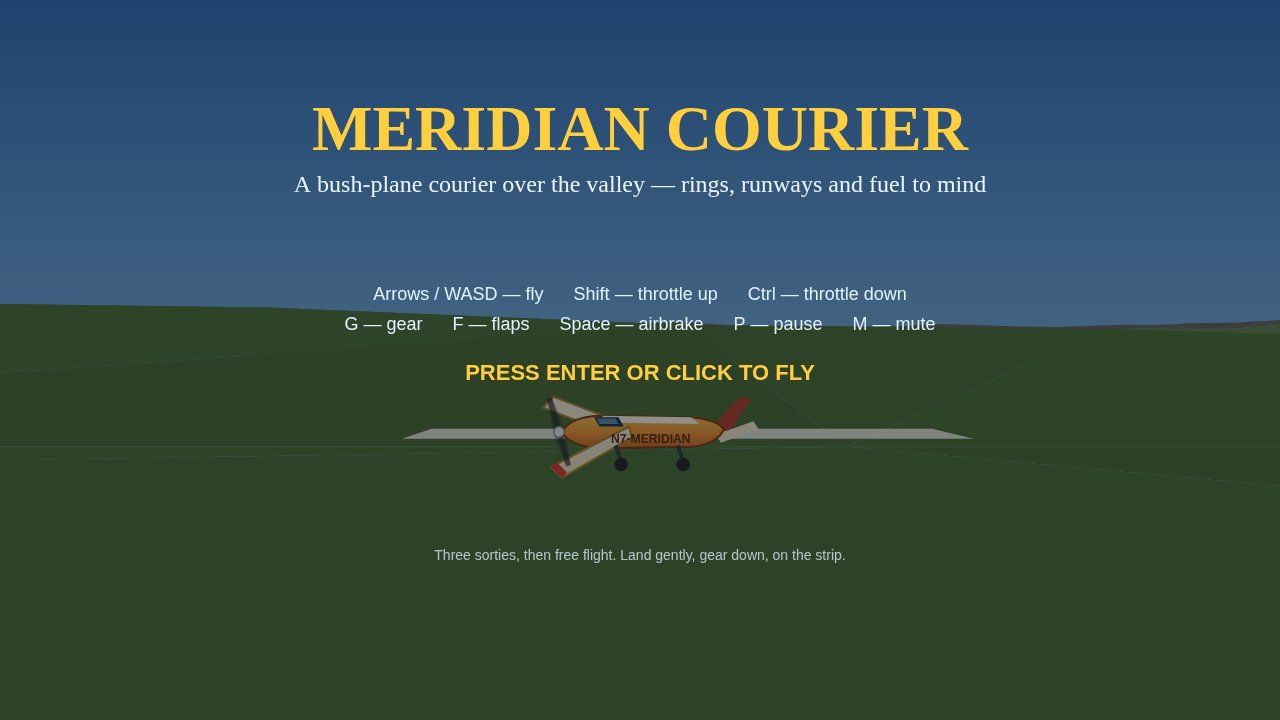 MERIDIAN COURIER
A bush-plane courier over the valley — rings, runways and fuel to mind
Arrows / WASD — fly Shift — throttle up Ctrl — throttle down
G — gear F — flaps Space — airbrake P — pause M — mute
PRESS ENTER OR CLICK TO FLY
N7-MERIDIAN
Three sorties, then free flight. Land gently, gear down, on the strip.